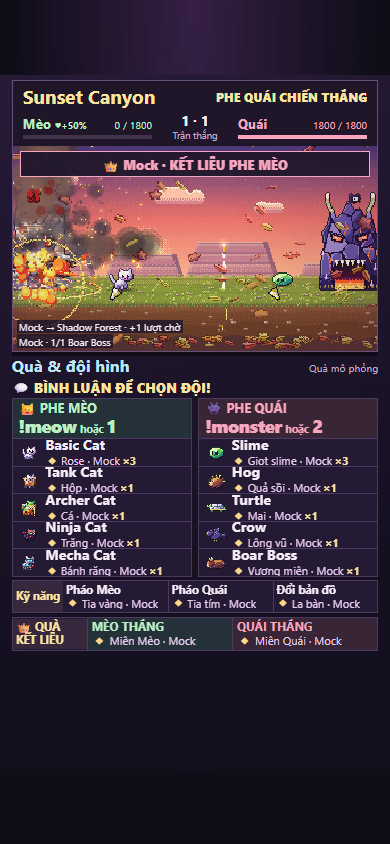 Sunset Canyon
PHE QUÁI CHIẾN THẮNG
Mèo ♥+50% 0 / 1800
1 · 1
Trận thắng
Quái 1800 / 1800
Mock · KẾT LIỄU PHE MÈO
Mock → Shadow Forest · +1 lượt chờ
Mock · 1/1 Boar Boss
Quà & đội hình
Quà mô phỏng
BÌNH LUẬN ĐỂ CHỌN ĐỘI!
PHE MÈO
!meow hoặc 1
Basic Cat
Rose · Mock ×3
Tank Cat
Hộp · Mock ×1
Archer Cat
Cá · Mock ×1
Ninja Cat
Trăng · Mock ×1
Mecha Cat
Bánh răng · Mock ×1
PHE QUÁI
!monster hoặc 2
Slime
Giọt slime · Mock ×3
Hog
Quả sồi · Mock ×1
Turtle
Mai · Mock ×1
Crow
Lông vũ · Mock ×1
Boar Boss
Vương miện · Mock ×1
Kỹ năng
Pháo Mèo
Tia vàng · Mock
Pháo Quái
Tia tím · Mock
Đổi bản đồ
La bàn · Mock
QUÀ
KẾT LIỄU
MÈO THẮNG
Miên Mèo · Mock
QUÁI THẮNG
Miên Quái · Mock